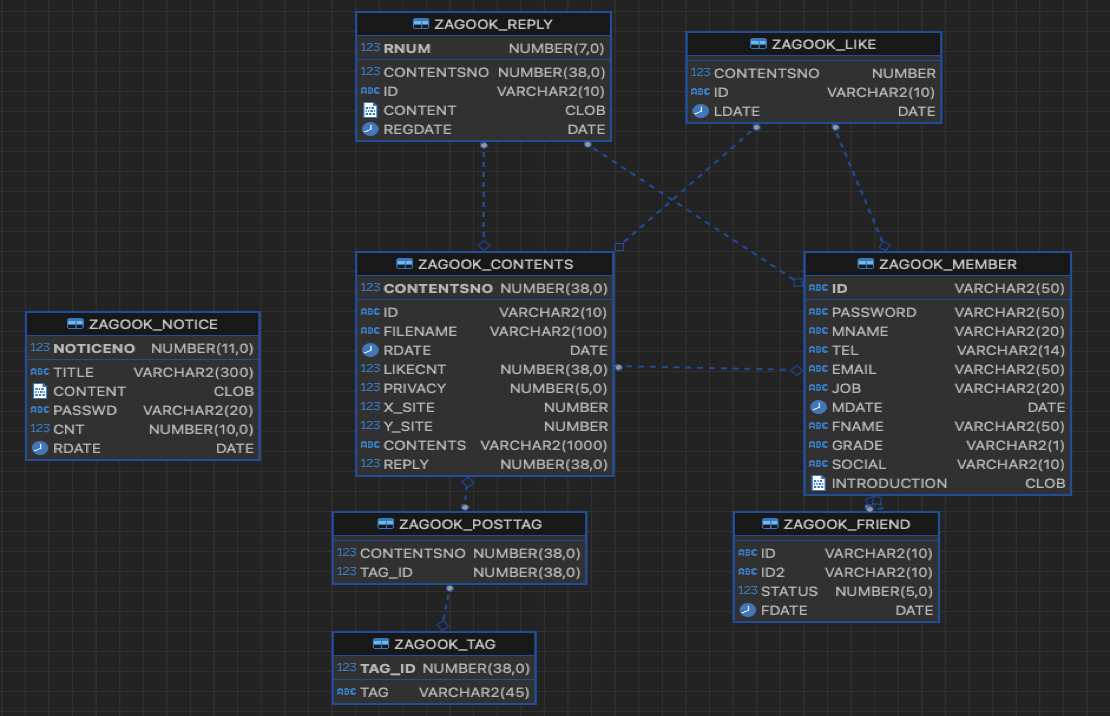 ZAGOOK_REPLY
123 RNUM NUMBER(7,0)
123 CONTENTSNO NUMBER(38,0)
ABC ID VARCHAR2(10)
CONTENT CLOB
REGDATE DATE
ZAGOOK_LIKE
123 CONTENTSNO NUMBER
ABC ID VARCHAR2(10)
LDATE DATE
ZAGOOK_CONTENTS
123 CONTENTSNO NUMBER(38,0)
ABC ID VARCHAR2(10)
ABC FILENAME VARCHAR2(100)
RDATE DATE
123 LIKECNT NUMBER(38,0)
123 PRIVACY NUMBER(5,0)
123 X_SITE NUMBER
123 Y_SITE NUMBER
ABC CONTENTS VARCHAR2(1000)
123 REPLY NUMBER(38,0)
ZAGOOK_MEMBER
ABC ID VARCHAR2(50)
ABC PASSWORD VARCHAR2(50)
ABC MNAME VARCHAR2(20)
ABC TEL VARCHAR2(14)
ABC EMAIL VARCHAR2(50)
ABC JOB VARCHAR2(20)
MDATE DATE
ABC FNAME VARCHAR2(50)
ABC GRADE VARCHAR2(1)
ABC SOCIAL VARCHAR2(10)
INTRODUCTION CLOB
ZAGOOK_NOTICE
123 NOTICENO NUMBER(11,0)
ABC TITLE VARCHAR2(300)
CONTENT CLOB
ABC PASSWD VARCHAR2(20)
123 CNT NUMBER(10,0)
RDATE DATE
ZAGOOK_POSTTAG
123 CONTENTSNO NUMBER(38,0)
123 TAG_ID NUMBER(38,0)
ZAGOOK_FRIEND
ABC ID VARCHAR2(10)
ABC ID2 VARCHAR2(10)
123 STATUS NUMBER(5,0)
FDATE DATE
ZAGOOK_TAG
123 TAG_ID NUMBER(38,0)
ABC TAG VARCHAR2(45)